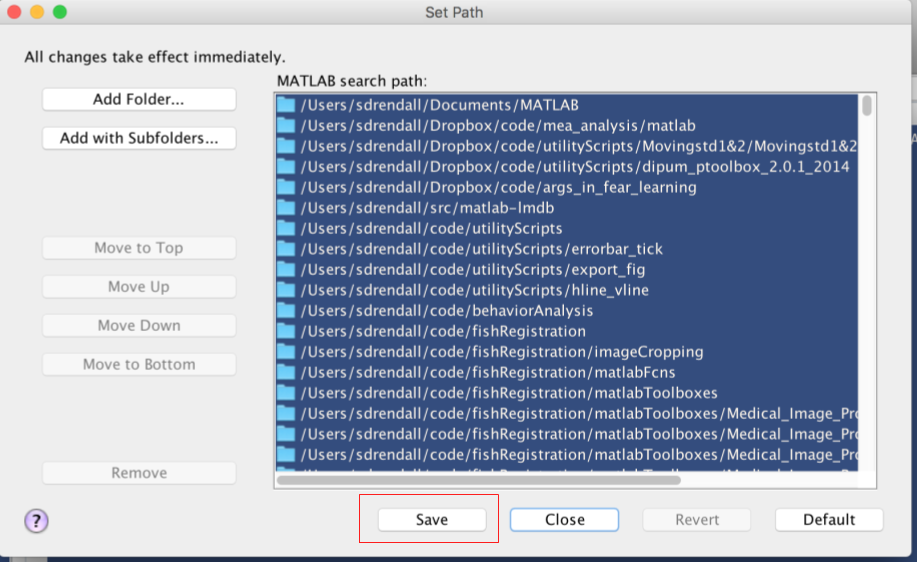 Set Path
All changes take effect immediately.
MATLAB search path:
Add Folder...
Add with Subfolders...
Move to Top
Move Up
Move Down
Move to Bottom
Remove
/Users/sdrendall/Documents/MATLAB
/Users/sdrendall/Dropbox/code/mea_analysis/matlab
/Users/sdrendall/Dropbox/code/utilityScripts/Movingstd1&2/Movingstd1&2
/Users/sdrendall/Dropbox/code/utilityScripts/dipum_ptoolbox_2.0.1_2014
/Users/sdrendall/Dropbox/code/args_in_fear_learning
/Users/sdrendall/src/matlab-lmdb
/Users/sdrendall/code/utilityScripts
/Users/sdrendall/code/utilityScripts/errorbar_tick
/Users/sdrendall/code/utilityScripts/export_fig
/Users/sdrendall/code/utilityScripts/hline_vline
/Users/sdrendall/code/behaviorAnalysis
/Users/sdrendall/code/fishRegistration
/Users/sdrendall/code/fishRegistration/imageCropping
/Users/sdrendall/code/fishRegistration/matlabFcns
/Users/sdrendall/code/fishRegistration/matlabToolboxes
/Users/sdrendall/code/fishRegistration/matlabToolboxes/Medical_Image_Pro
/Users/sdrendall/code/fishRegistration/matlabToolboxes/Medical_Image_Pro
/Users/sdrendall/code/fishRegistration/matlabToolboxes/Medical_Image_Pro
?
Save
Close
Revert
Default